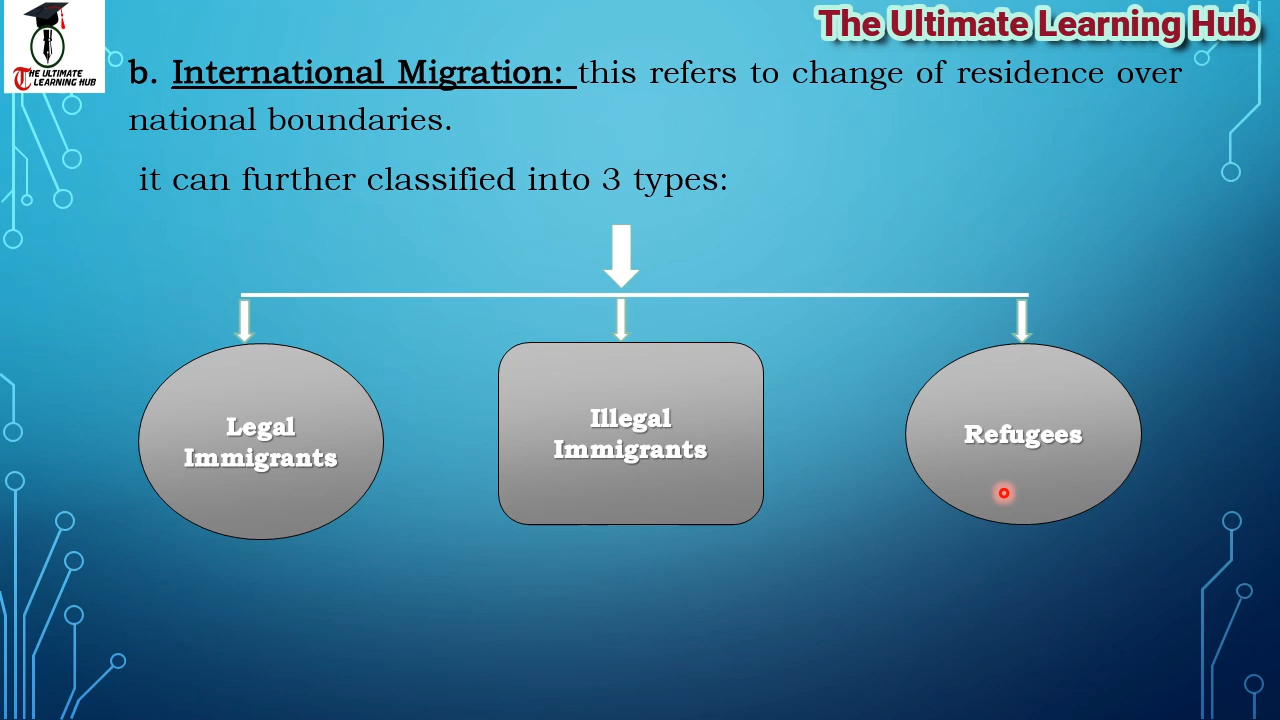 The Ultimate Learning Hub
THE ULTIMATE
LEARNING HUB
b. International Migration: this refers to change of residence over
national boundaries.
it can further classified into 3 types:
Legal
Immigrants
Illegal
Immigrants
Refugees